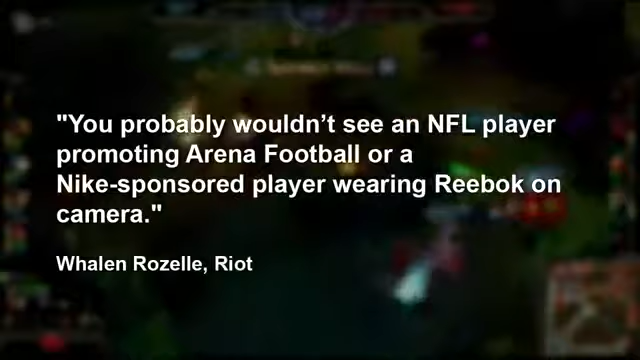 "You probably wouldn’t see an NFL player
promoting Arena Football or a
Nike-sponsored player wearing Reebok on
camera."
Whalen Rozelle, Riot